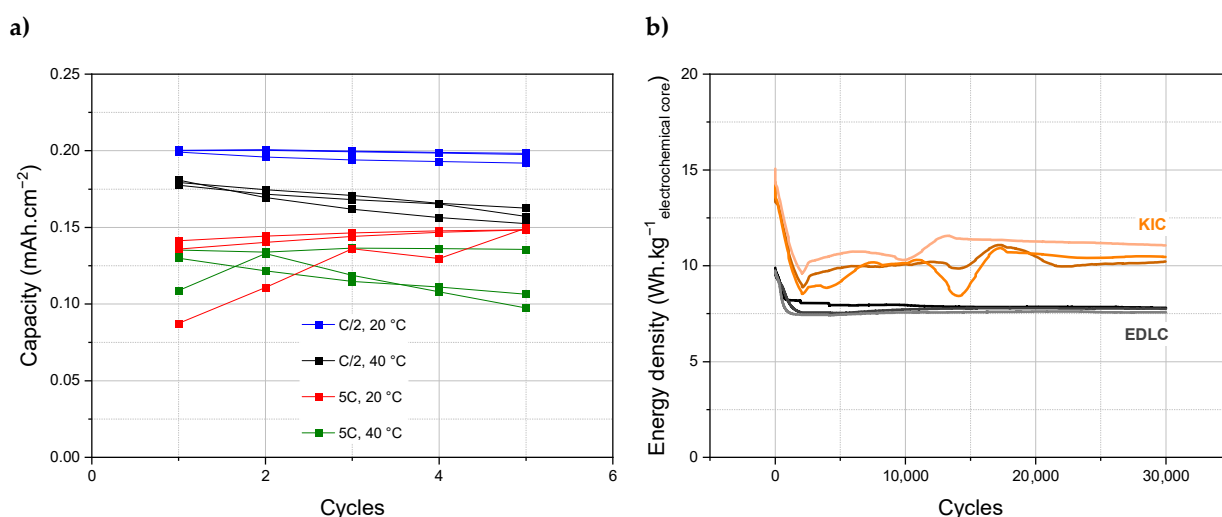 a)
0.25
0.20
0.15
0.10
0.05
0.00
Capacity (mAh.cm⁻²)
C/2, 20 °C
C/2, 40 °C
5C, 20 °C
5C, 40 °C
0 2 4 6
Cycles
b)
20
15
10
5
0
Energy density (Wh.kg⁻¹ electrochemical core)
KIC
EDLC
0 10,000 20,000 30,000
Cycles